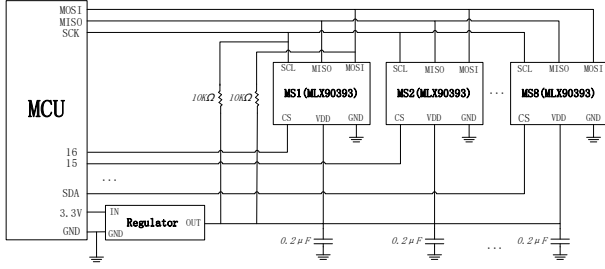 MOSI
MISO
SCK
SCL MISO MOSI SCL MISO MOSI SCL MISO MOSI
10KΩ 10KΩ MS1(MLX90393) MS2(MLX90393) ... MS8(MLX90393)
MCU
CS VDD GND CS VDD GND CS VDD GND
16
15
...
SDA
3.3V IN
Regulator OUT
GND GND
0.2μF 0.2μF ... 0.2μF